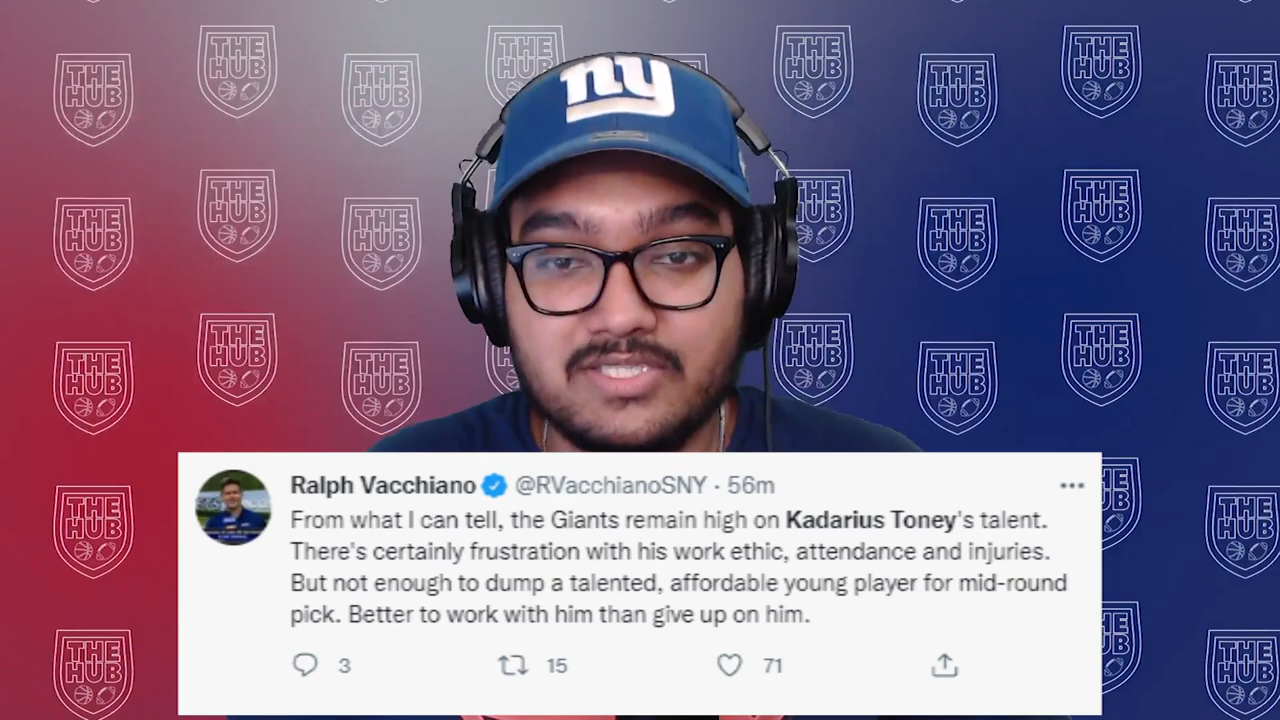 THE HUB
ny
Ralph Vacchiano @RVacchianoSNY · 56m
From what I can tell, the Giants remain high on Kadarius Toney's talent.
There's certainly frustration with his work ethic, attendance and injuries.
But not enough to dump a talented, affordable young player for mid-round
pick. Better to work with him than give up on him.
3 15 71